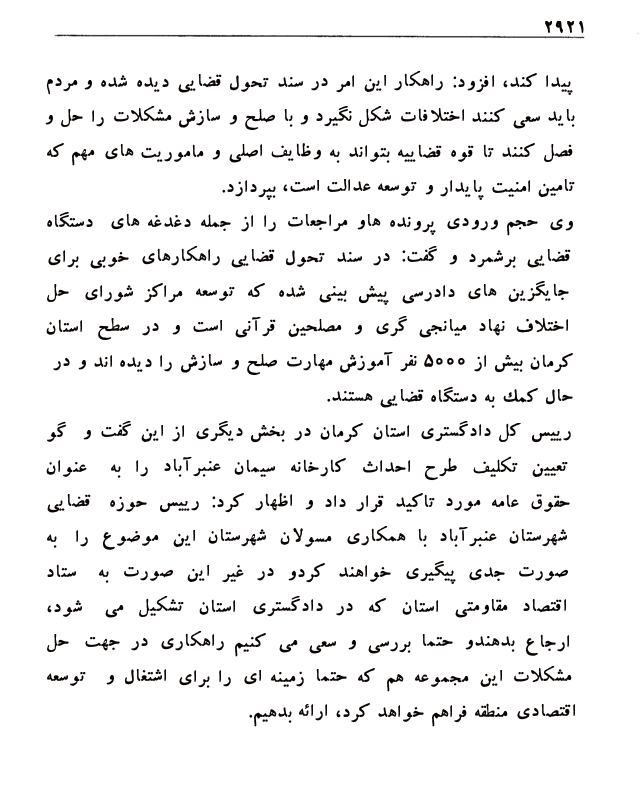 ۲۹۲۱
پیدا کند، افزود: راهکار این امر در سند تحول قضایی دیده شده و مردم
باید سعی کنند اختلافات شکل نگیرد و با صلح و سازش مشکلات را حل و
فصل کنند تا قوه قضاییه بتواند به وظایف اصلی و ماموریت های مهم که
تامین امنیت پایدار و توسعه عدالت است، بپردازد.
وی حجم ورودی پرونده هاو مراجعات را از جمله دغدغه های دستگاه
قضایی برشمرد و گفت: در سند تحول قضایی راهکارهای خوبی برای
جایگزین های دادرسی پیش بینی شده که توسعه مراکز شورای حل
اختلاف نهاد میانجی گری و مصلحین قرآنی است و در سطح استان
کرمان بیش از ۵۰۰۰ نفر آموزش مهارت صلح و سازش را دیده اند و در
حال کمك به دستگاه قضایی هستند.
رییس کل دادگستری استان کرمان در بخش دیگری از این گفت و گو
تعیین تکلیف طرح احداث کارخانه سیمان عنبرآباد را به عنوان
حقوق عامه مورد تاکید قرار داد و اظهار کرد: رییس حوزه قضایی
شهرستان عنبرآباد با همکاری مسولان شهرستان این موضوع را به
صورت جدی پیگیری خواهند کردو در غیر این صورت به ستاد
اقتصاد مقاومتی استان که در دادگستری استان تشکیل می شود،
ارجاع بدهندو حتما بررسی و سعی می کنیم راهکاری در جهت حل
مشکلات این مجموعه هم که حتما زمینه ای را برای اشتغال و توسعه
اقتصادی منطقه فراهم خواهد کرد، ارائه بدهیم.